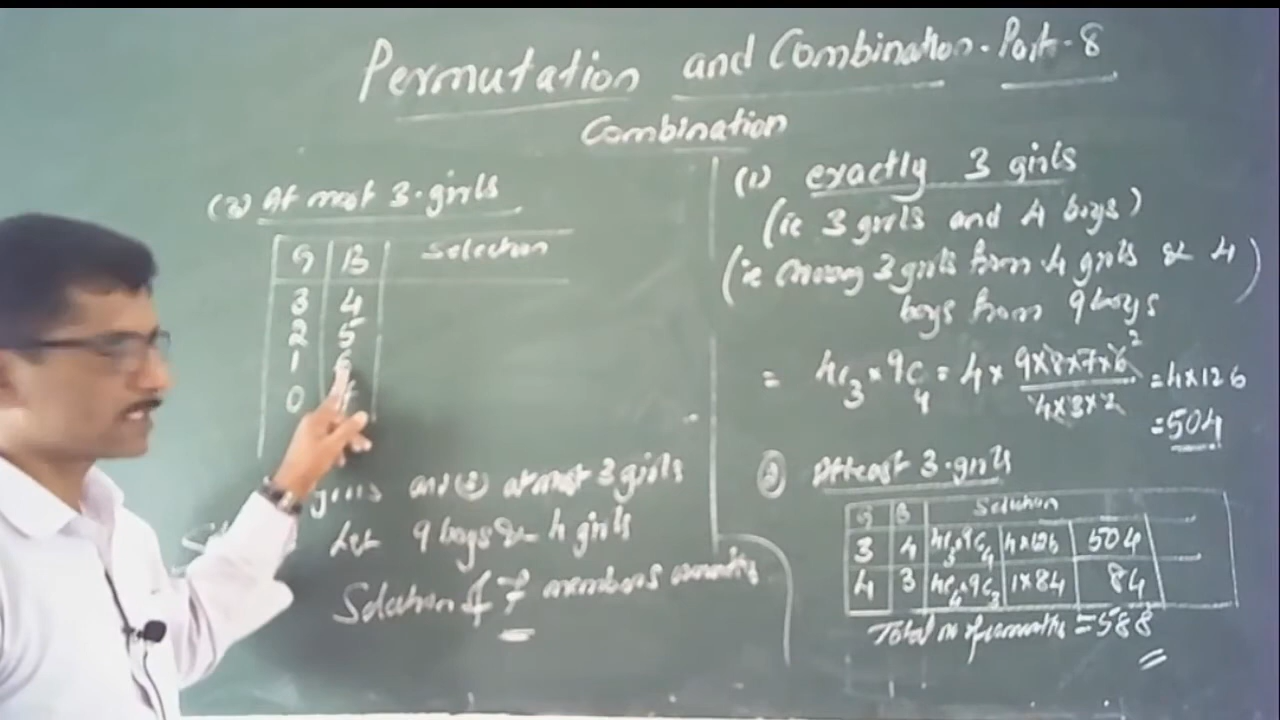 Permutation and Combination - Part - 8
Combination
(3) At most 3-girls
G B Selection
3 4
2 5
1 6
0
girls and (3) at most 3 girls
Let 9 boys & 4 girls
Selection of 7 members
(1) exactly 3 girls
(ie 3 girls and 4 boys)
(ie 3 girls from 4 girls & 4)
boys from 9 boys
= 4C3 × 9C4 = 4 × 9×8×7×6 2 / 4×3×2 = 4×126
= 504
(2) Atleast 3-girls
G B Selection
3 4 4C3×9C4 4×126 504
4 3 4C4×9C3 1×84 84
Total no of = 588